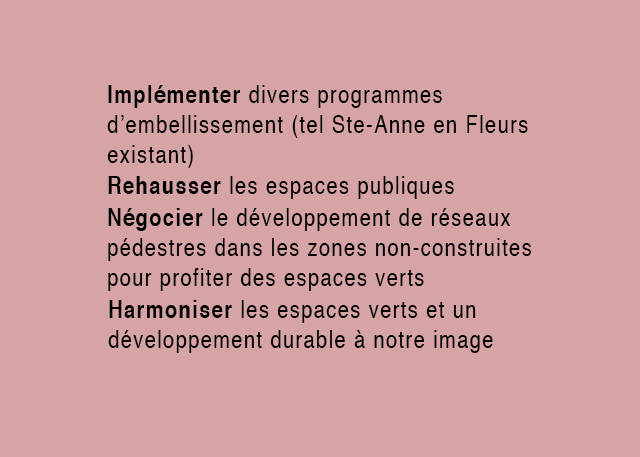 Implémenter divers programmes
d’embellissement (tel Ste-Anne en Fleurs
existant)
Rehausser les espaces publiques
Négocier le développement de réseaux
pédestres dans les zones non-construites
pour profiter des espaces verts
Harmoniser les espaces verts et un
développement durable à notre image